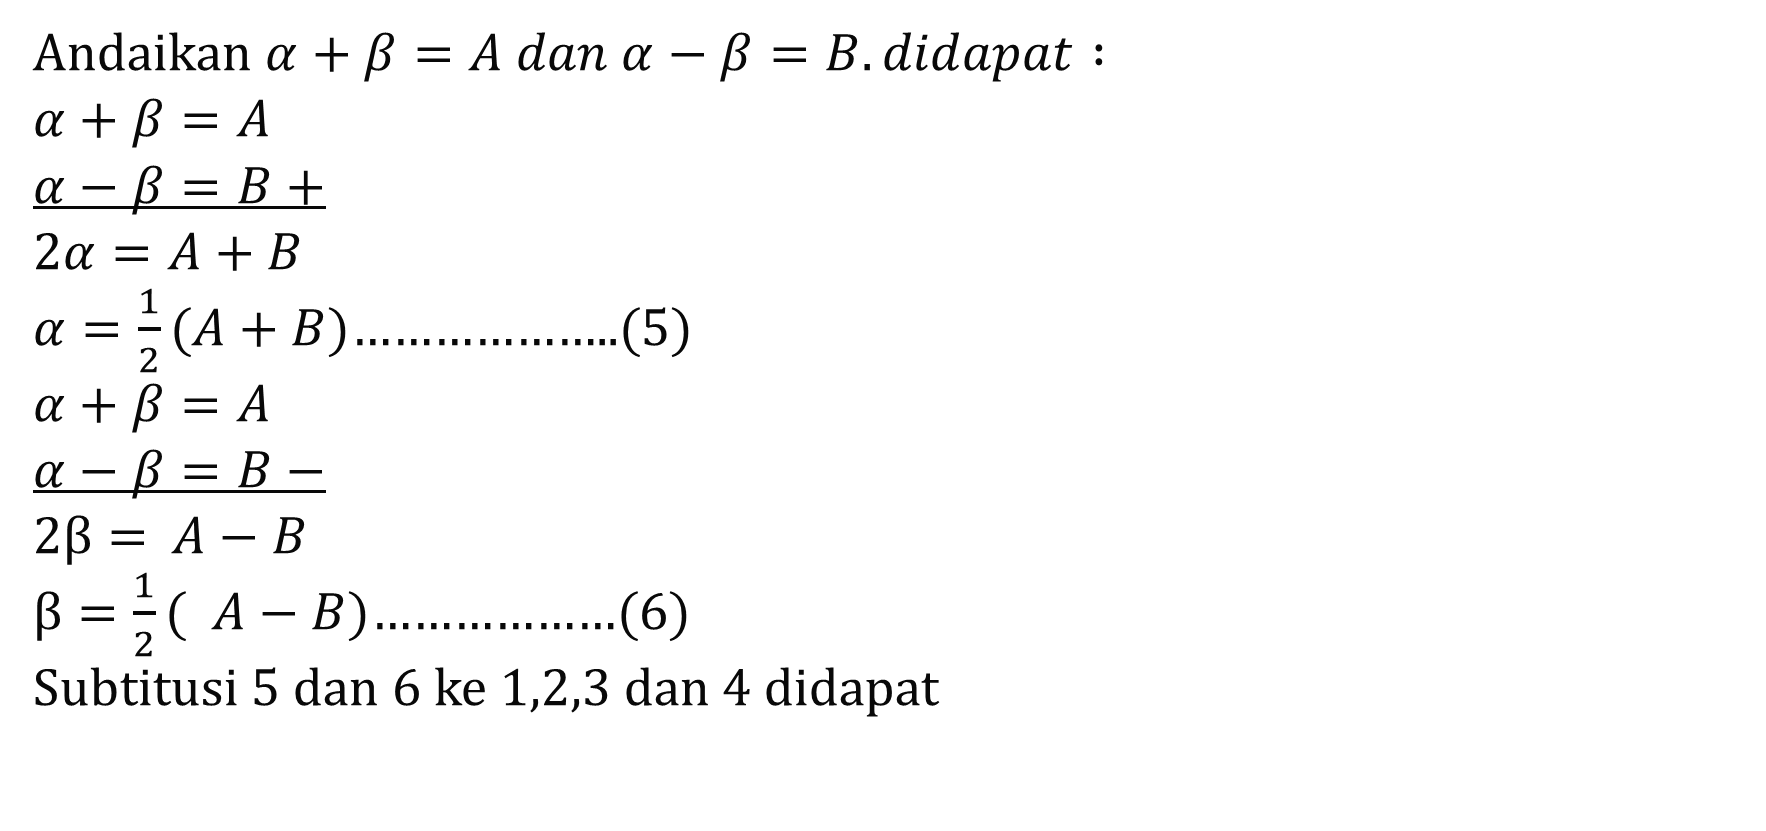 Andaikan α + β = A dan α − β = B. didapat :
α + β = A
α − β = B +
2α = A + B
α = 1/2 (A + B)…………………..(5)
α + β = A
α − β = B −
2β = A − B
β = 1/2 ( A − B)………………(6)
Subtitusi 5 dan 6 ke 1,2,3 dan 4 didapat